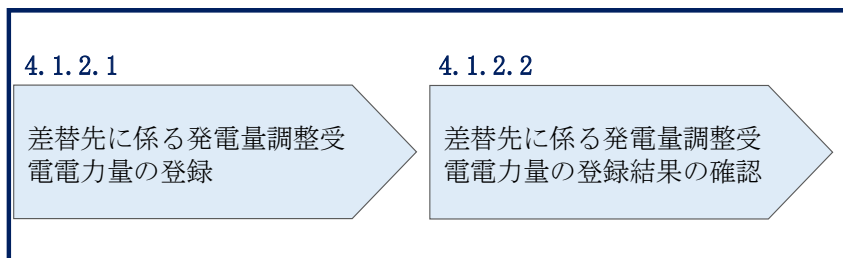 4.1.2.1
差替先に係る発電量調整受
電電力量の登録
4.1.2.2
差替先に係る発電量調整受
電電力量の登録結果の確認